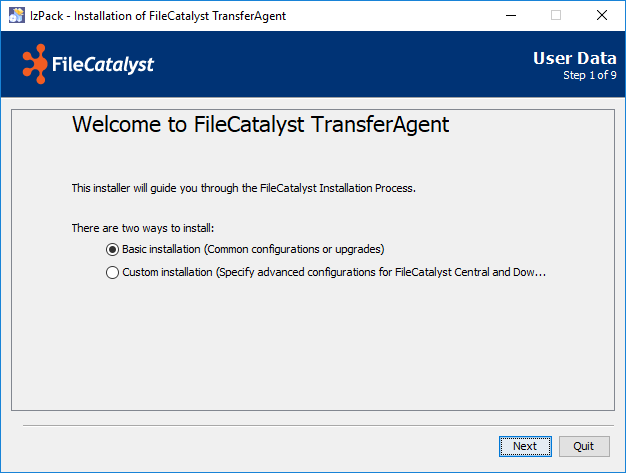 IzPack - Installation of FileCatalyst TransferAgent
FileCatalyst
User Data
Step 1 of 9
Welcome to FileCatalyst TransferAgent
This installer will guide you through the FileCatalyst Installation Process.
There are two ways to install:
Basic installation (Common configurations or upgrades)
Custom installation (Specify advanced configurations for FileCatalyst Central and Dow...
Next
Quit